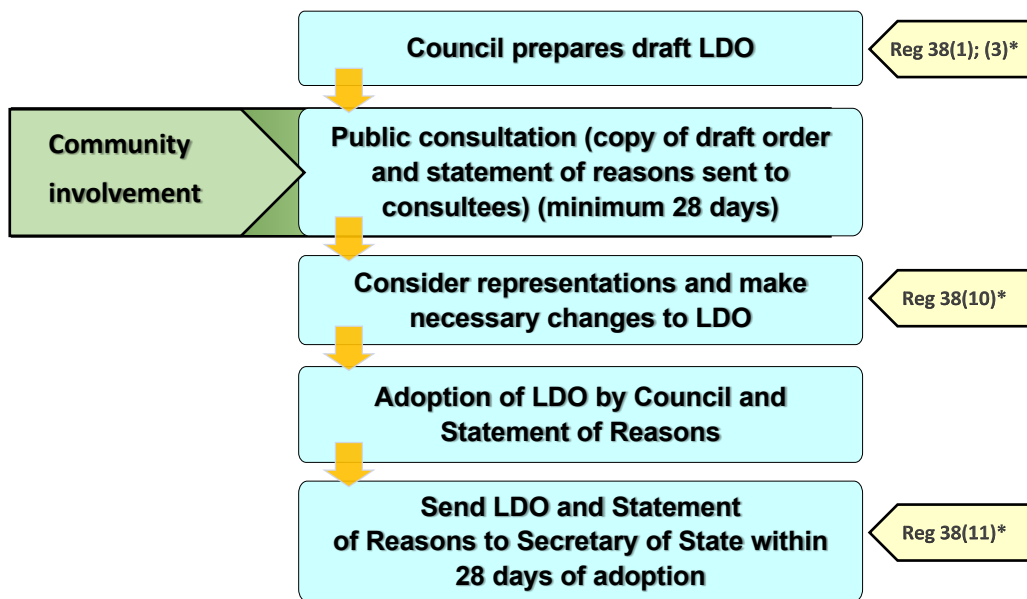 Council prepares draft LDO
Reg 38(1); (3)*
Community
involvement
Public consultation (copy of draft order
and statement of reasons sent to
consultees) (minimum 28 days)
Consider representations and make
necessary changes to LDO
Reg 38(10)*
Adoption of LDO by Council and
Statement of Reasons
Send LDO and Statement
of Reasons to Secretary of State within
28 days of adoption
Reg 38(11)*